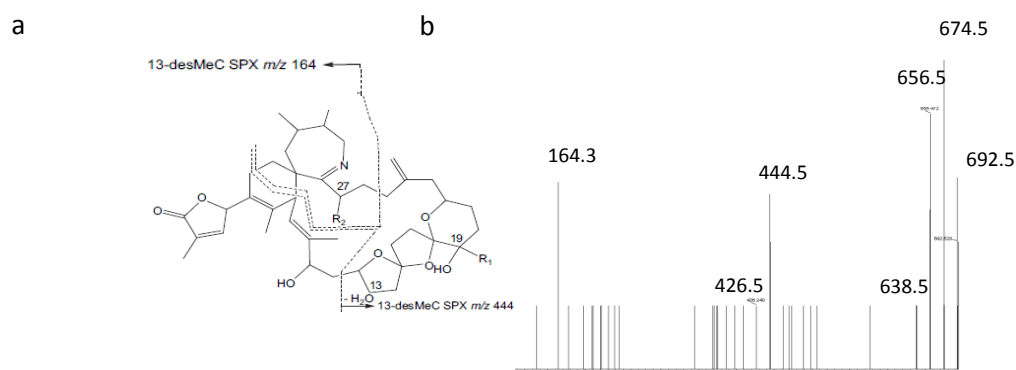 a
b
13-desMeC SPX m/z 164
N
27
R2
O
O
O
19
HO
R1
O
O
HO
13
- H2O
13-desMeC SPX m/z 444
674.5
656.5
164.3
444.5
692.5
426.5
638.5